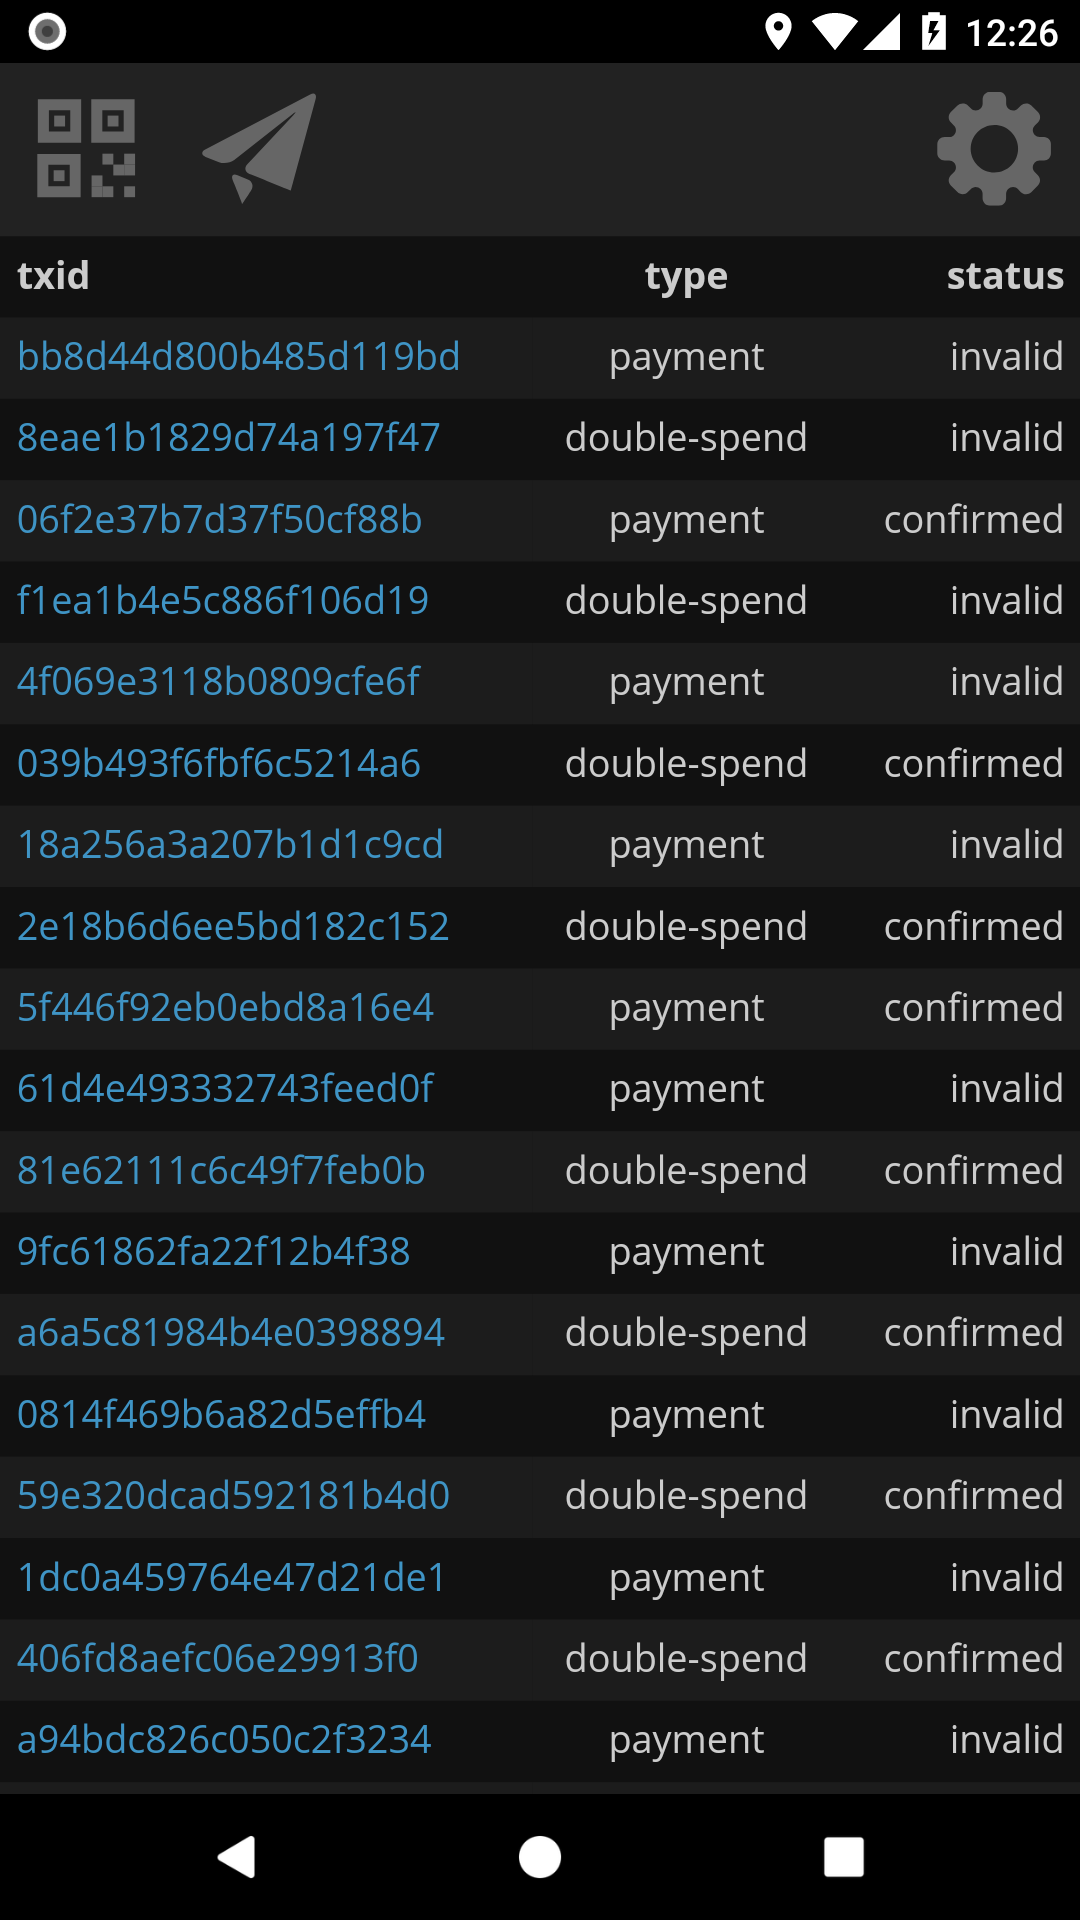 12:26
txid type status
bb8d44d800b485d119bd payment invalid
8eae1b1829d74a197f47 double-spend invalid
06f2e37b7d37f50cf88b payment confirmed
f1ea1b4e5c886f106d19 double-spend invalid
4f069e3118b0809cfe6f payment invalid
039b493f6fbf6c5214a6 double-spend confirmed
18a256a3a207b1d1c9cd payment invalid
2e18b6d6ee5bd182c152 double-spend confirmed
5f446f92eb0ebd8a16e4 payment confirmed
61d4e493332743feed0f payment invalid
81e62111c6c49f7feb0b double-spend confirmed
9fc61862fa22f12b4f38 payment invalid
a6a5c81984b4e0398894 double-spend confirmed
0814f469b6a82d5effb4 payment invalid
59e320dcad592181b4d0 double-spend confirmed
1dc0a459764e47d21de1 payment invalid
406fd8aefc06e29913f0 double-spend confirmed
a94bdc826c050c2f3234 payment invalid